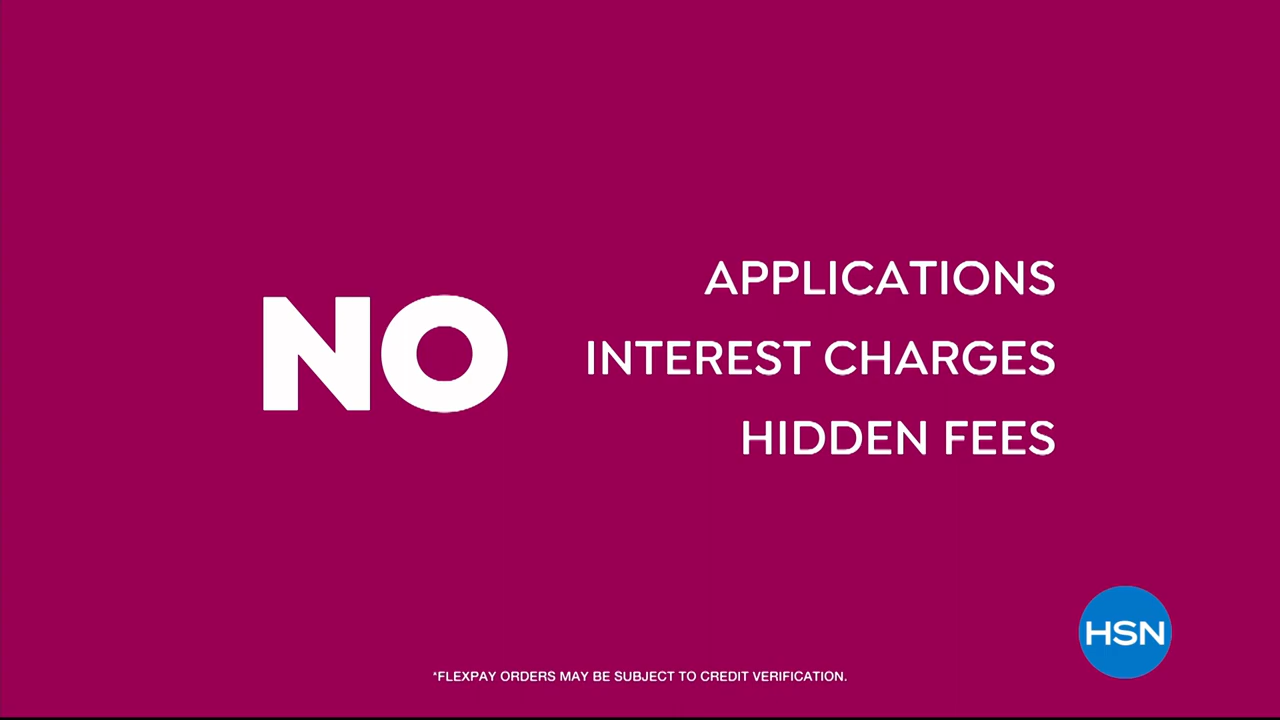 NO
APPLICATIONS
INTEREST CHARGES
HIDDEN FEES
HSN
*FLEXPAY ORDERS MAY BE SUBJECT TO CREDIT VERIFICATION.